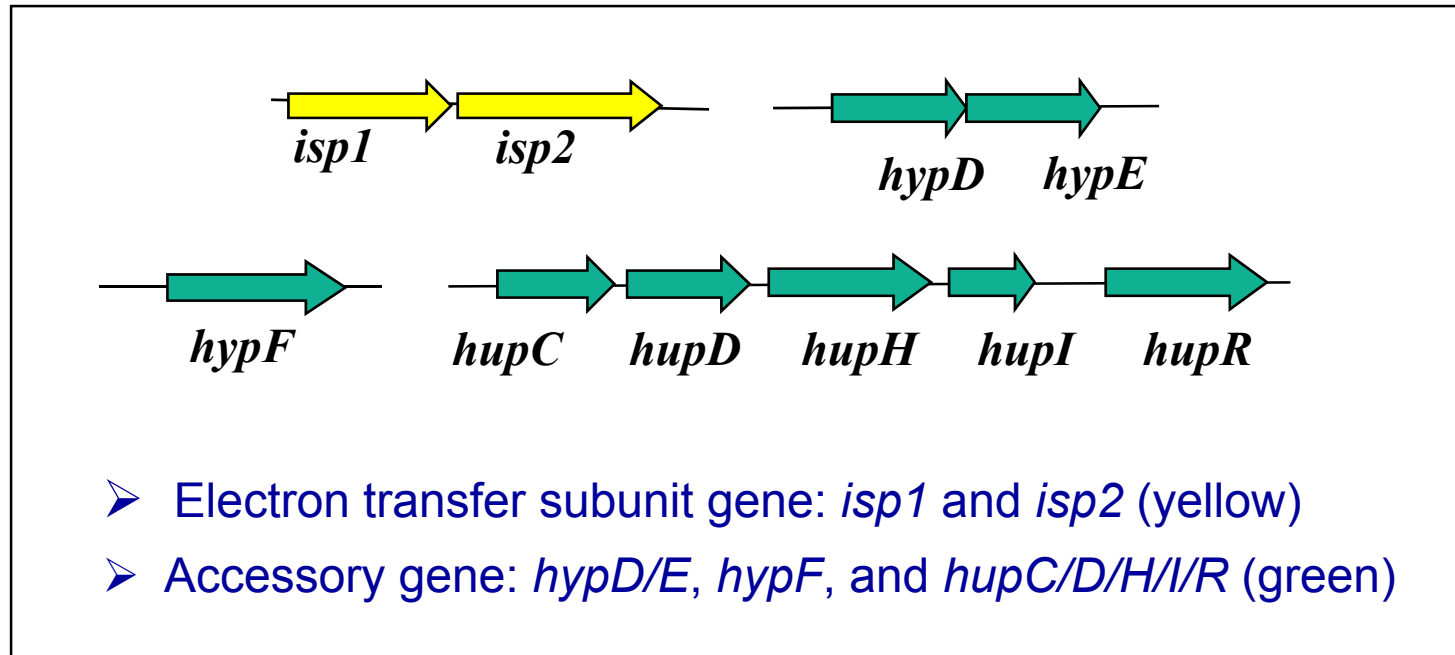 isp1 isp2
hypD hypE
hypF hupC hupD hupH hupI hupR
➢ Electron transfer subunit gene: isp1 and isp2 (yellow)
➢ Accessory gene: hypD/E, hypF, and hupC/D/H/I/R (green)